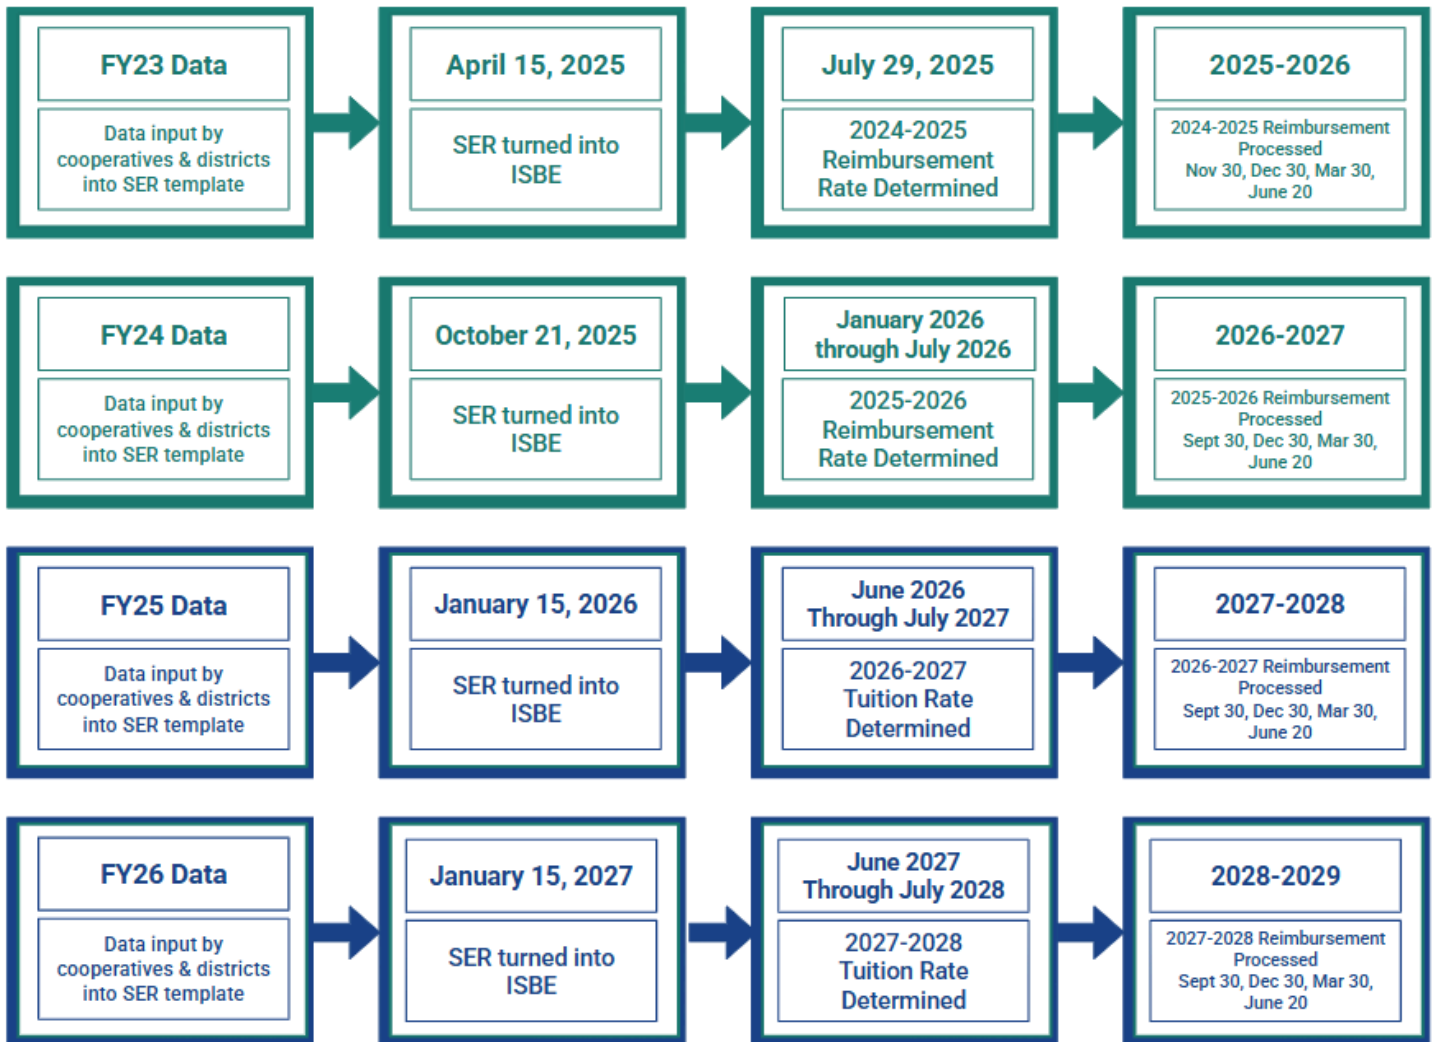 FY23 Data
Data input by
cooperatives & districts
into SER template
April 15, 2025
SER turned into
ISBE
July 29, 2025
2024-2025
Reimbursement
Rate Determined
2025-2026
2024-2025 Reimbursement
Processed
Nov 30, Dec 30, Mar 30,
June 20
FY24 Data
Data input by
cooperatives & districts
into SER template
October 21, 2025
SER turned into
ISBE
January 2026
through July 2026
2025-2026
Reimbursement
Rate Determined
2026-2027
2025-2026 Reimbursement
Processed
Sept 30, Dec 30, Mar 30,
June 20
FY25 Data
Data input by
cooperatives & districts
into SER template
January 15, 2026
SER turned into
ISBE
June 2026
Through July 2027
2026-2027
Tuition Rate
Determined
2027-2028
2026-2027 Reimbursement
Processed
Sept 30, Dec 30, Mar 30,
June 20
FY26 Data
Data input by
cooperatives & districts
into SER template
January 15, 2027
SER turned into
ISBE
June 2027
Through July 2028
2027-2028
Tuition Rate
Determined
2028-2029
2027-2028 Reimbursement
Processed
Sept 30, Dec 30, Mar 30,
June 20